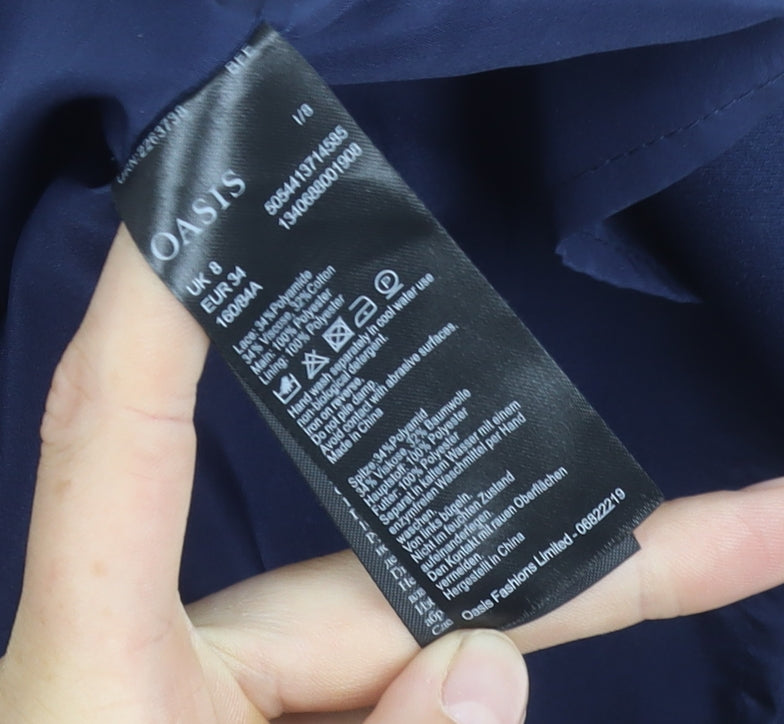 I/8
OASIS
5054413714585
1340688001908
UK 8
EUR 34
160/84A
Lace: 34% Polyamide
34% Viscose, 32% Cotton
Main: 100% Polyester
Lining: 100% Polyester
Hand wash separately in cool water use
non biological detergent.
Iron on reverse.
Do not pile damp.
Avoid contact with abrasive surfaces.
Made in China
Spitze: 34% Polyamid
34% Viskose, 32% Baumwolle
Hauptstoff: 100% Polyester
Futter: 100% Polyester
Separat in kaltem Wasser mit einem
enzymfreien Waschmittel per Hand
waschen.
Von links bügeln.
Nicht im feuchten Zustand
aufeinanderlegen.
Den Kontakt mit rauen Oberflächen
vermeiden.
Hergestellt in China
Oasis Fashions Limited - 06822219